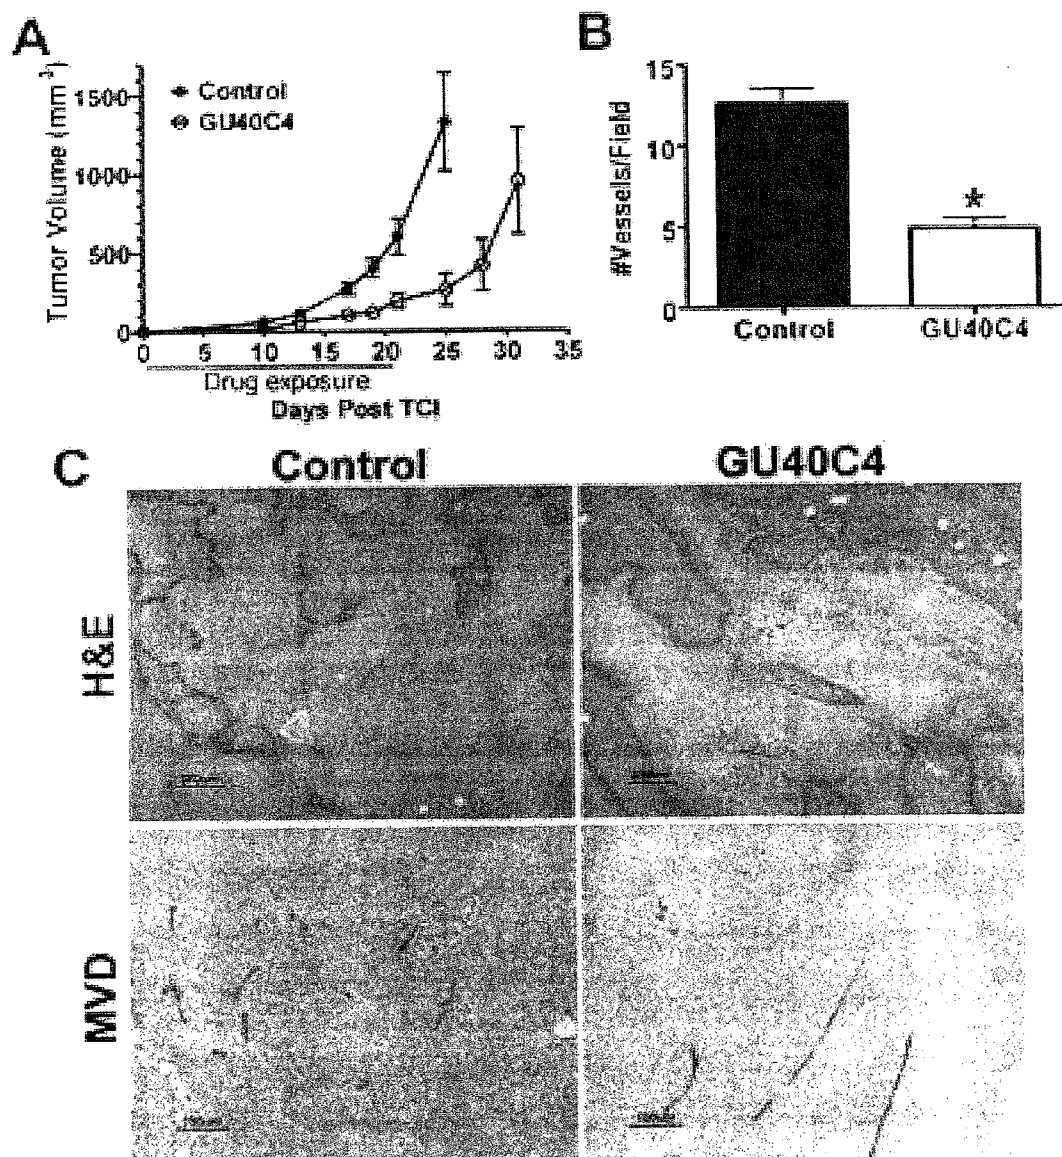 A
Tumor Volume (mm³)
1500
1000
500
0
Control
GU40C4
0 5 10 15 20 25 30 35
Drug exposure
Days Post TCI
B
#Vessels/Field
15
10
5
0
*
Control
GU40C4
C
Control
GU40C4
H&E
MVD